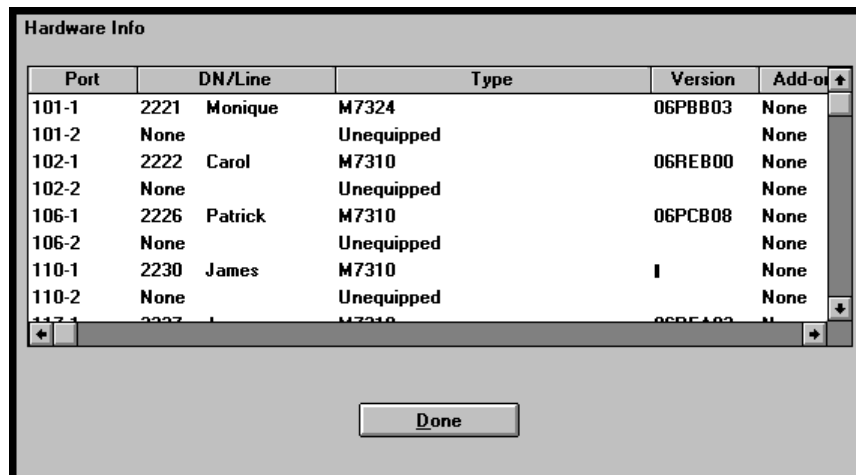 Hardware Info
Port DN/Line Type Version Add-o
101-1 2221 Monique M7324 06PBB03 None
101-2 None Unequipped None
102-1 2222 Carol M7310 06REB00 None
102-2 None Unequipped None
106-1 2226 Patrick M7310 06PCB08 None
106-2 None Unequipped None
110-1 2230 James M7310 None
110-2 None Unequipped None
Done